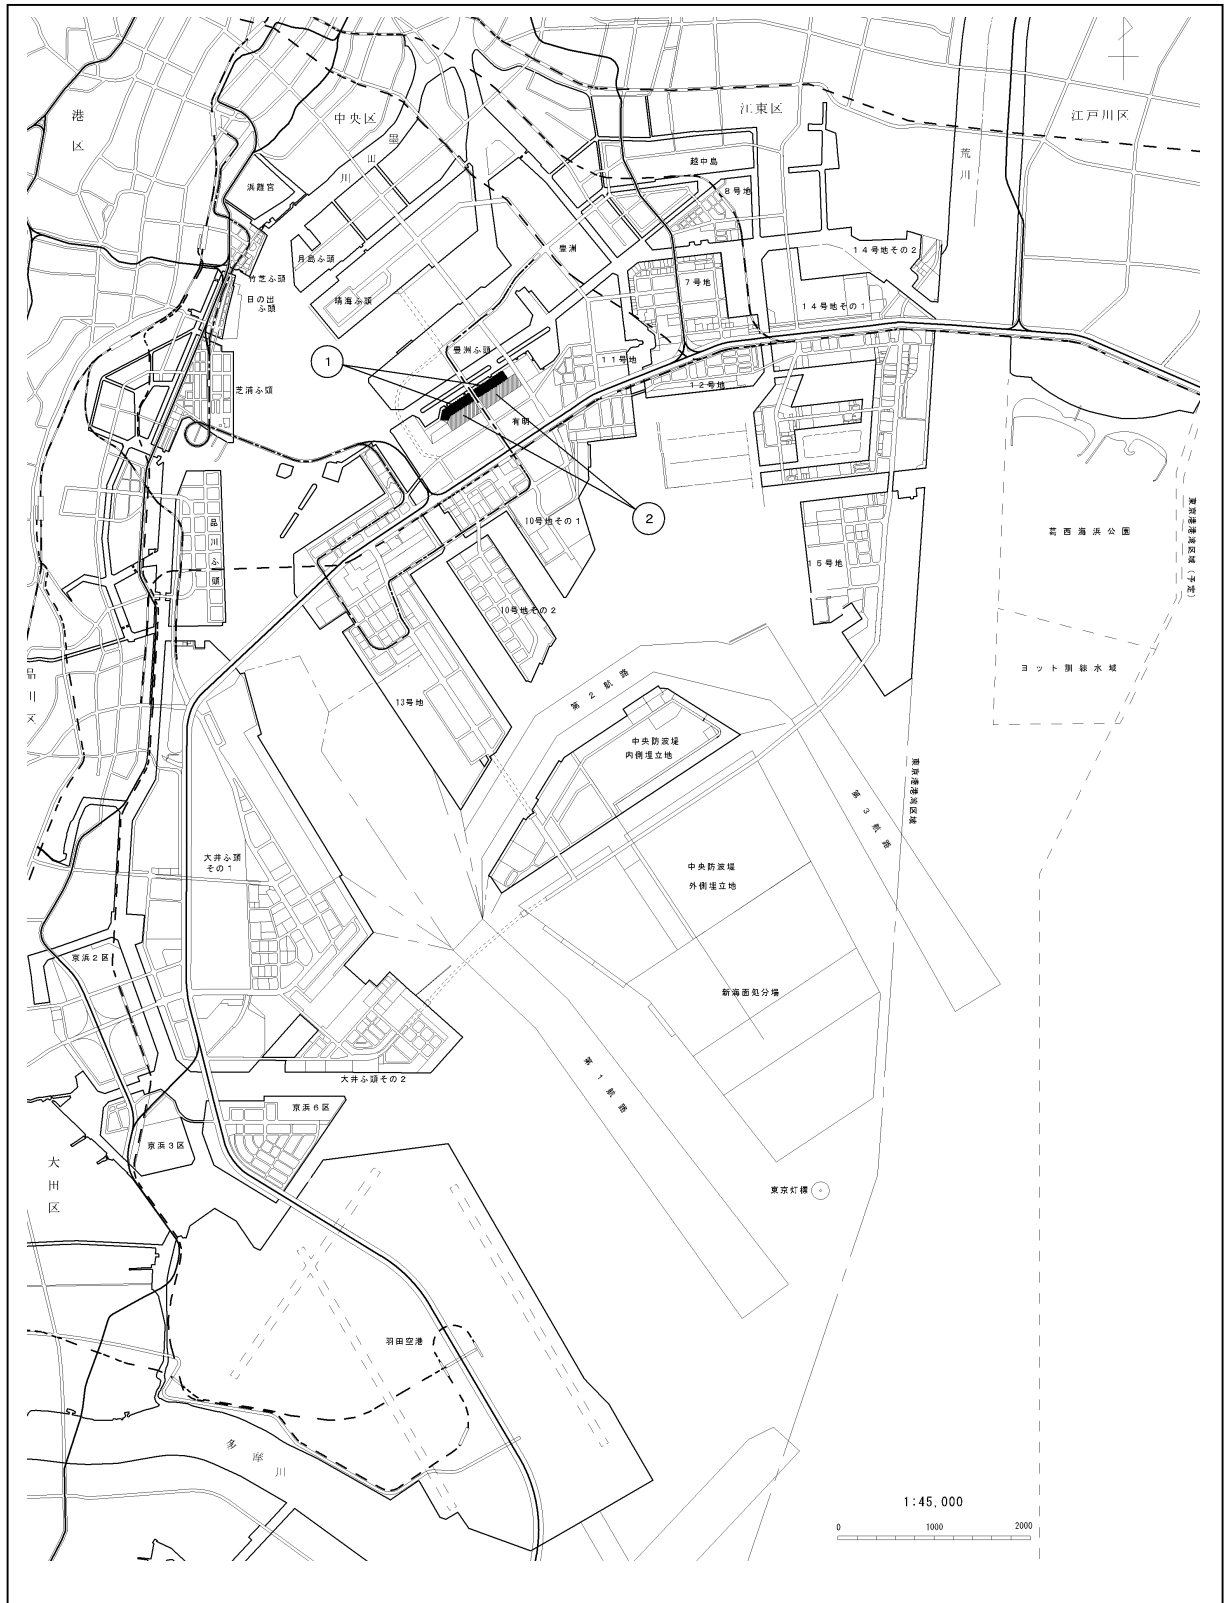 港区
中央区
隅田川
江東区
江戸川区
荒川
越中島
浜離宮
8号地
豊洲
14号地その2
月島ふ頭
竹芝ふ頭
7号地
晴海ふ頭
日の出
ふ頭
14号地その1
豊洲ふ頭
1
11号地
12号地
芝浦ふ頭
有明
2
10号地その1
品川ふ頭
葛西海浜公園
東京港港湾区域(予定)
15号地
10号地その2
ヨット訓練水域
品川区
第2航路
13号地
中央防波堤
内側埋立地
東京港港湾区域
第3航路
大井ふ頭
その1
中央防波堤
外側埋立地
京浜2区
新海面処分場
第1航路
大井ふ頭その2
京浜6区
京浜3区
大田区
東京灯標
羽田空港
多摩川
1:45,000
0 1000 2000